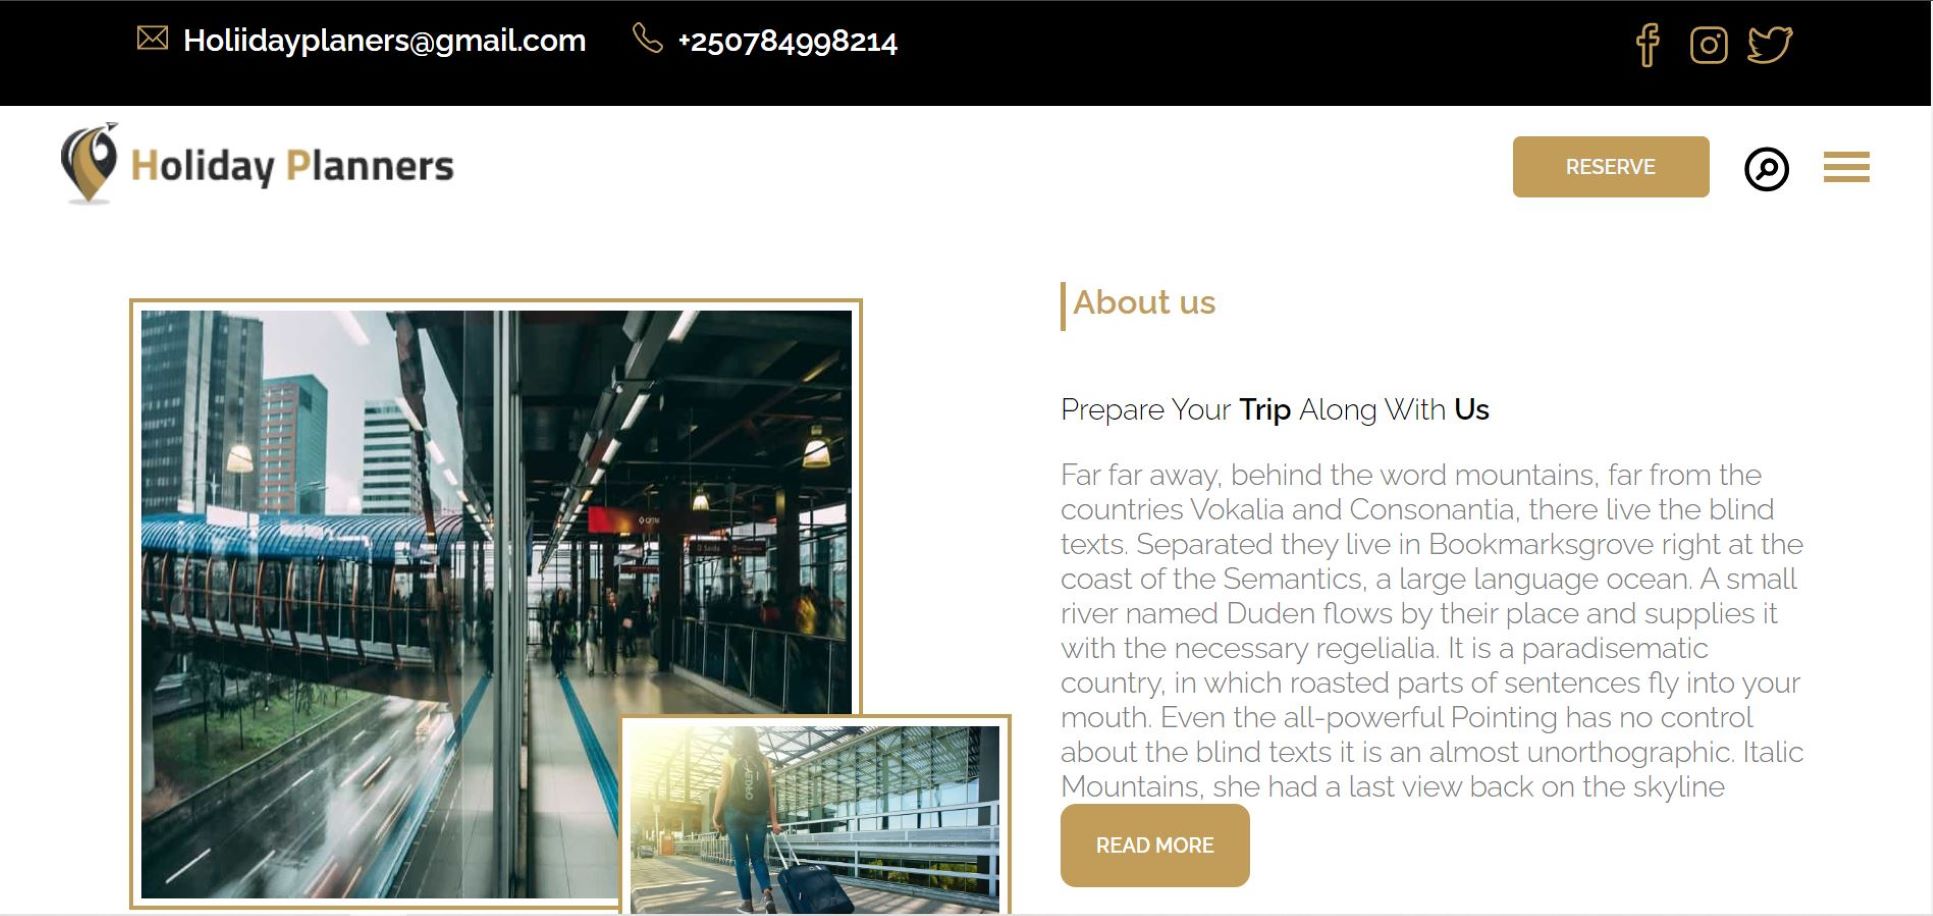 Holiidayplaners@gmail.com
+250784998214
Holiday Planners
RESERVE
About us
Prepare Your Trip Along With Us
Far far away, behind the word mountains, far from the
countries Vokalia and Consonantia, there live the blind
texts. Separated they live in Bookmarksgrove right at the
coast of the Semantics, a large language ocean. A small
river named Duden flows by their place and supplies it
with the necessary regelialia. It is a paradisematic
country, in which roasted parts of sentences fly into your
mouth. Even the all-powerful Pointing has no control
about the blind texts it is an almost unorthographic. Italic
Mountains, she had a last view back on the skyline
READ MORE
OAKLEY